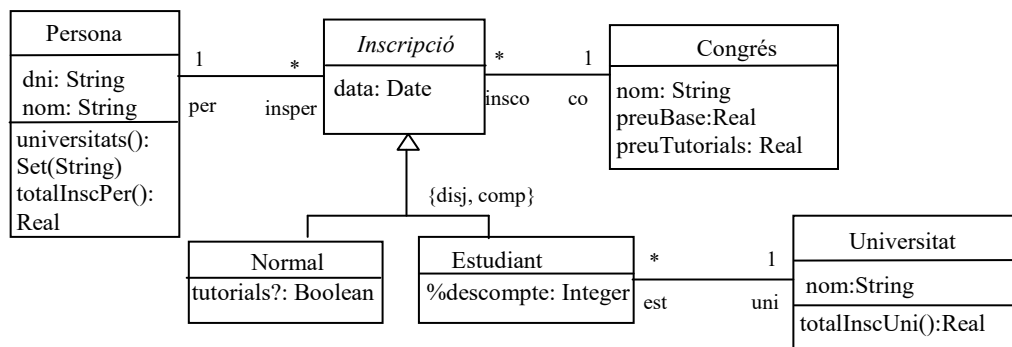 Persona
dni: String
nom: String
universitats():
Set(String)
totalInscPer():
Real
1
per
*
insper
Inscripció
data: Date
*
insco
1
co
Congrés
nom: String
preuBase:Real
preuTutorials: Real
{disj, comp}
Normal
tutorials?: Boolean
Estudiant
%descompte: Integer
*
est
1
uni
Universitat
nom:String
totalInscUni():Real